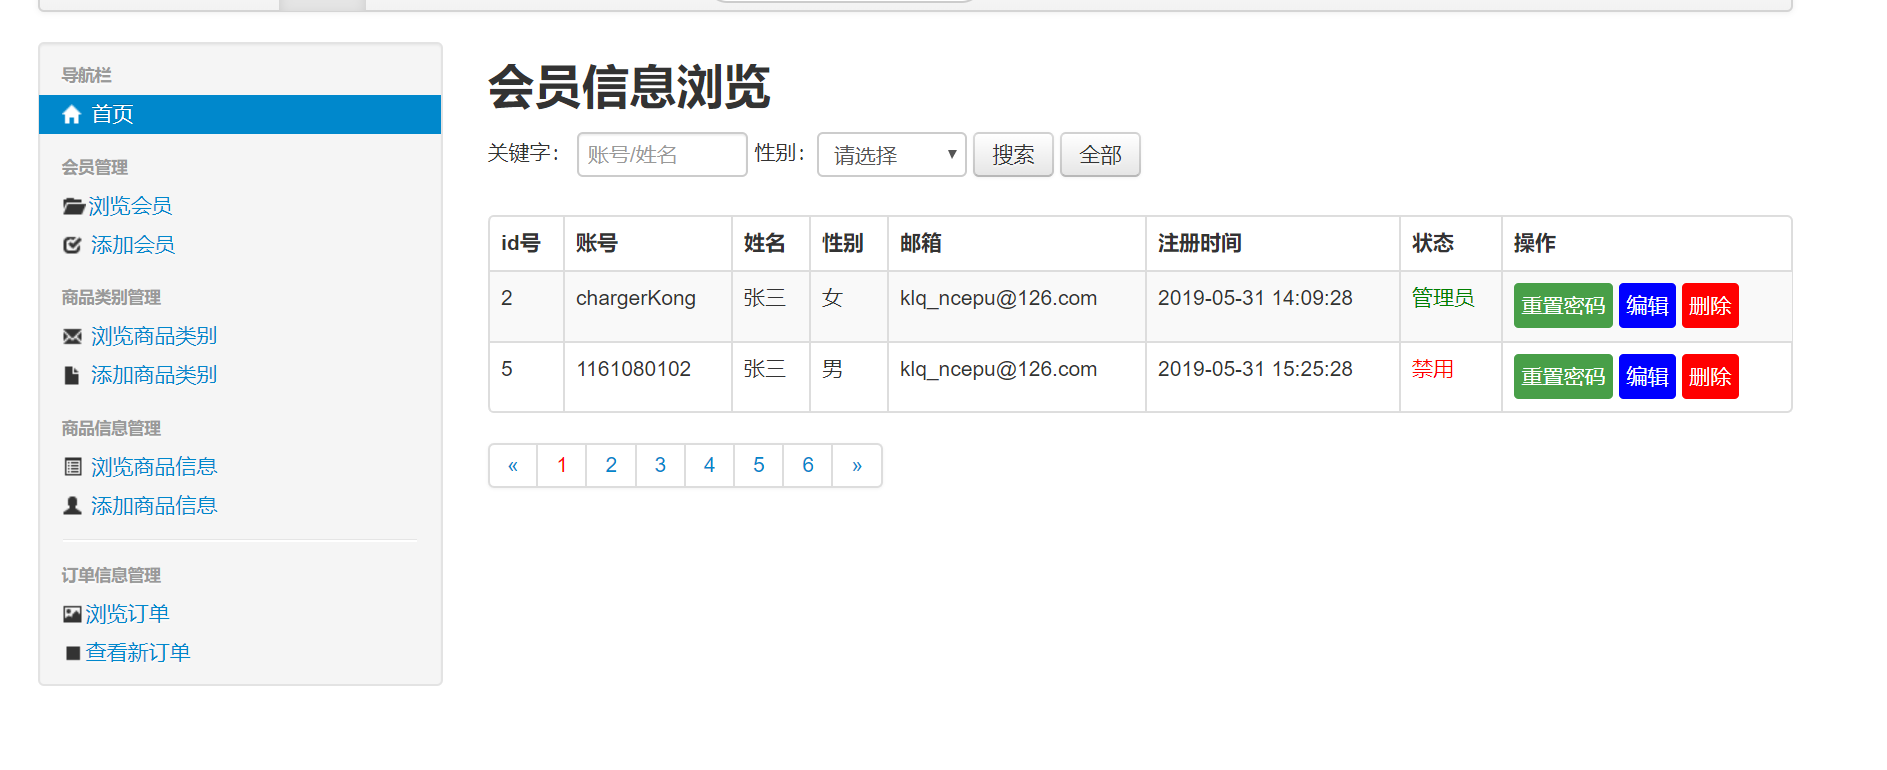 导航栏
首页
会员管理
浏览会员
添加会员
商品类别管理
浏览商品类别
添加商品类别
商品信息管理
浏览商品信息
添加商品信息
订单信息管理
浏览订单
查看新订单
会员信息浏览
关键字： 账号/姓名 性别： 请选择 搜索 全部
id号 账号 姓名 性别 邮箱 注册时间 状态 操作
2 chargerKong 张三 女 klq_ncepu@126.com 2019-05-31 14:09:28 管理员 重置密码 编辑 删除
5 1161080102 张三 男 klq_ncepu@126.com 2019-05-31 15:25:28 禁用 重置密码 编辑 删除
« 1 2 3 4 5 6 »